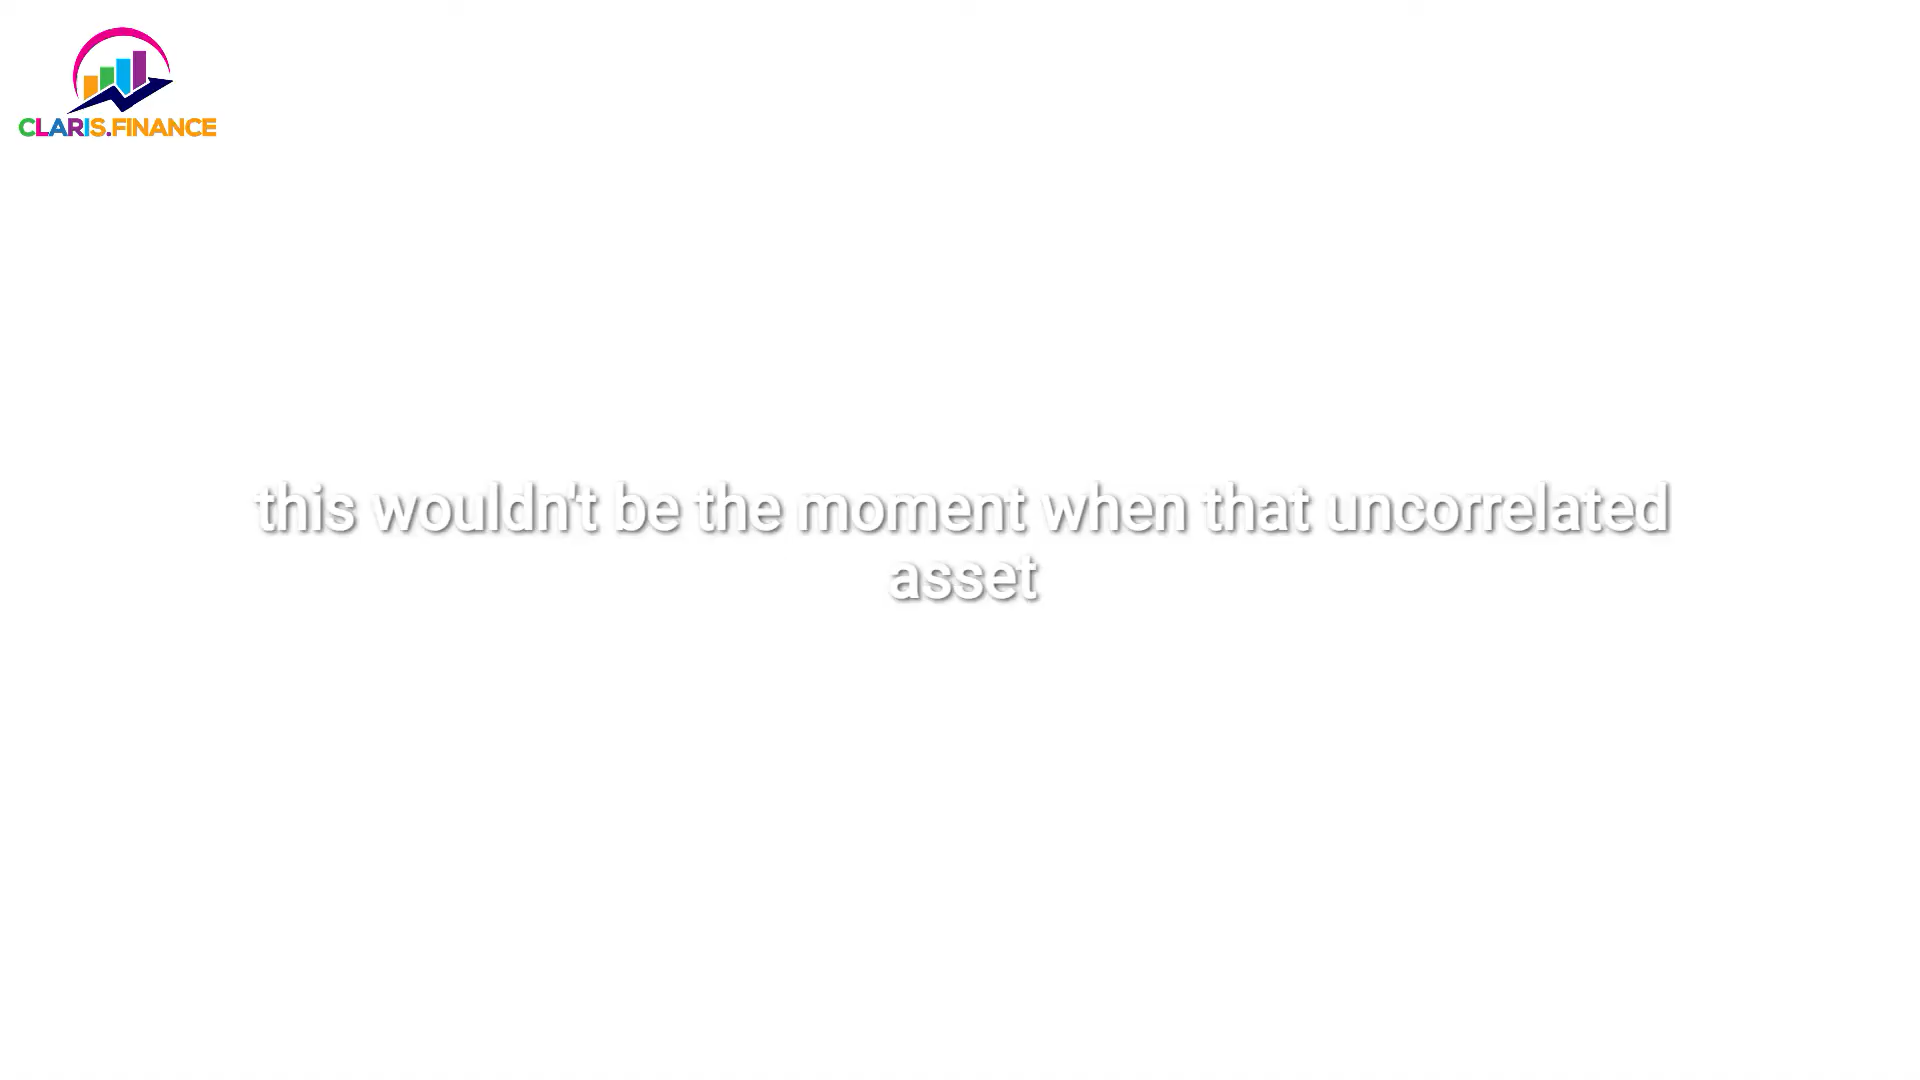 CLARIS.FINANCE
this wouldn't be the moment when that uncorrelated
asset